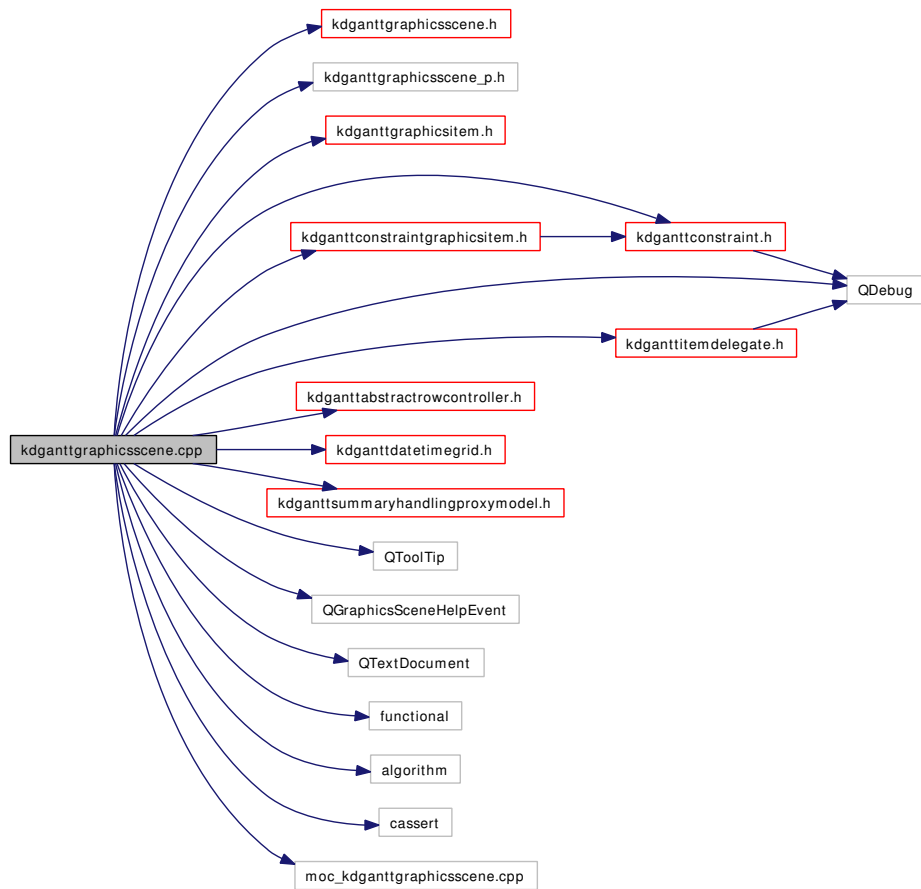 kdganttgraphicsscene.h
kdganttgraphicsscene_p.h
kdganttgraphicsitem.h
kdganttconstraintgraphicsitem.h
kdganttconstraint.h
QDebug
kdganttitemdelegate.h
kdganttabstractrowcontroller.h
kdganttgraphicsscene.cpp
kdganttdatetimegrid.h
kdganttsummaryhandlingproxymodel.h
QToolTip
QGraphicsSceneHelpEvent
QTextDocument
functional
algorithm
cassert
moc_kdganttgraphicsscene.cpp